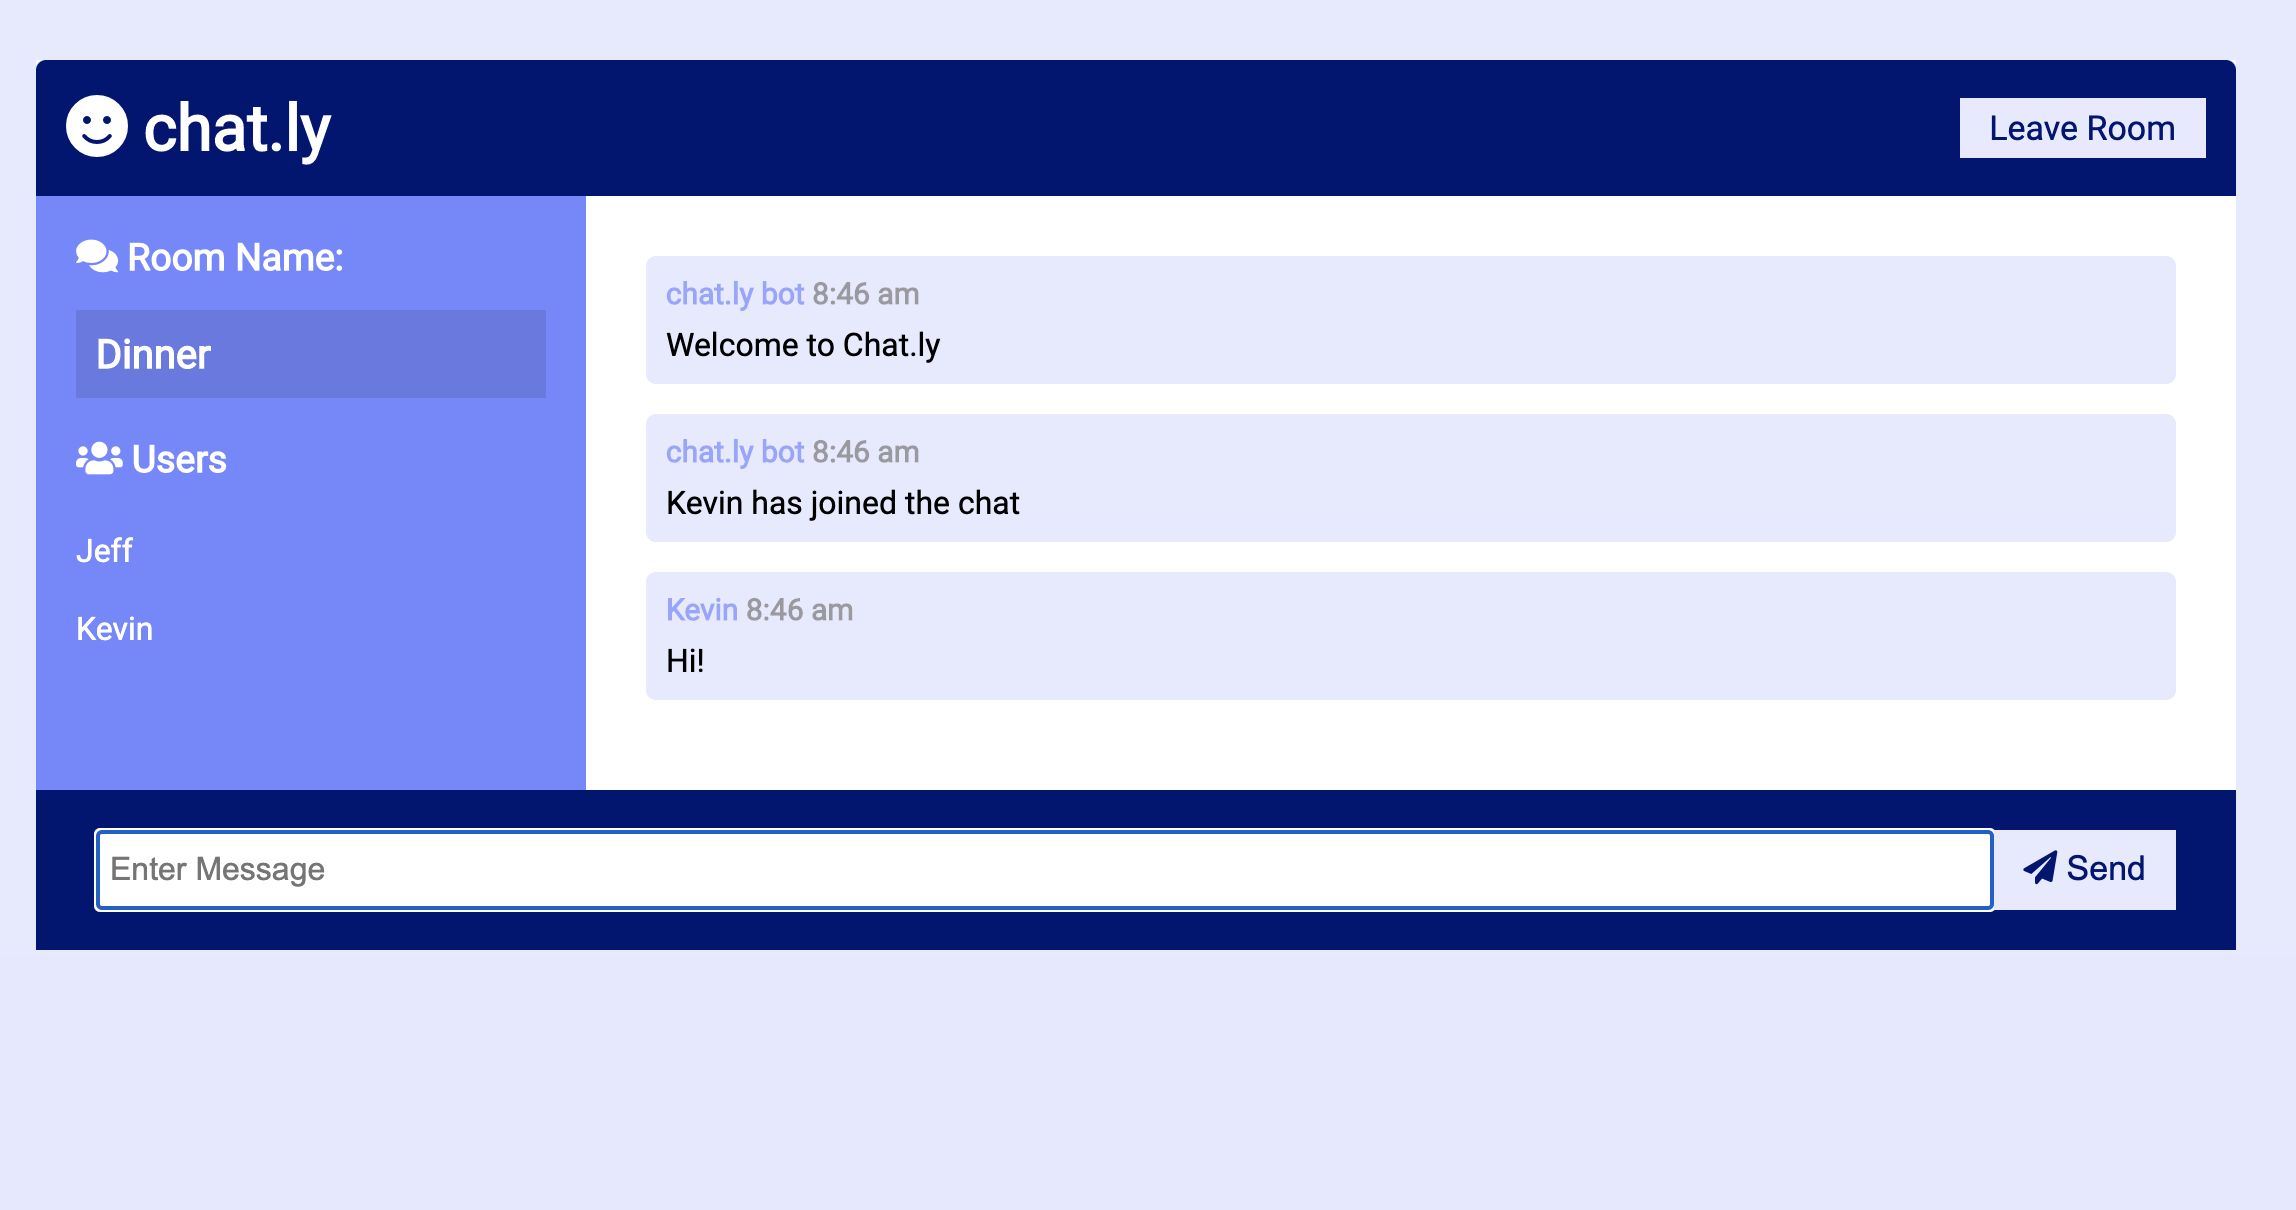 chat.ly
Leave Room
Room Name:
Dinner
Users
Jeff
Kevin
chat.ly bot 8:46 am
Welcome to Chat.ly
chat.ly bot 8:46 am
Kevin has joined the chat
Kevin 8:46 am
Hi!
Enter Message
Send